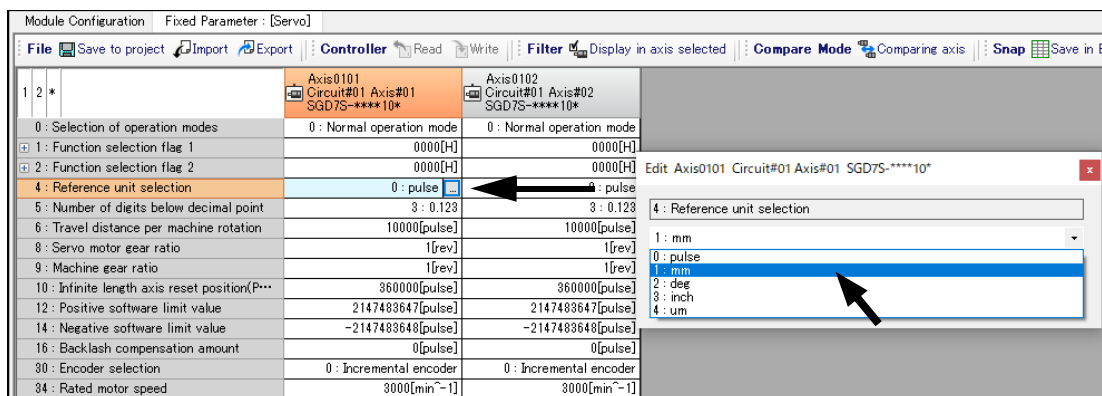 Module Configuration Fixed Parameter : [Servo]
File Save to project Import Export Controller Read Write Filter Display in axis selected Compare Mode Comparing axis Snap Save in E
1 2 * Axis0101 Circuit#01 Axis#01 SGD7S-****10* Axis0102 Circuit#01 Axis#02 SGD7S-****10*
0 : Selection of operation modes 0 : Normal operation mode 0 : Normal operation mode
1 : Function selection flag 1 0000[H] 0000[H]
2 : Function selection flag 2 0000[H] 0000[H]
4 : Reference unit selection 0 : pulse ... : pulse
5 : Number of digits below decimal point 3 : 0.123 3 : 0.123
6 : Travel distance per machine rotation 10000[pulse] 10000[pulse]
8 : Servo motor gear ratio 1[rev] 1[rev]
9 : Machine gear ratio 1[rev] 1[rev]
10 : Infinite length axis reset position(P··· 360000[pulse] 360000[pulse]
12 : Positive software limit value 2147483647[pulse] 2147483647[pulse]
14 : Negative software limit value -2147483648[pulse] -2147483648[pulse]
16 : Backlash compensation amount 0[pulse] 0[pulse]
30 : Encoder selection 0 : Incremental encoder 0 : Incremental encoder
34 : Rated motor speed 3000[min^-1] 3000[min^-1]
Edit Axis0101 Circuit#01 Axis#01 SGD7S-****10* x
4 : Reference unit selection
1 : mm
0 : pulse
1 : mm
2 : deg
3 : inch
4 : um